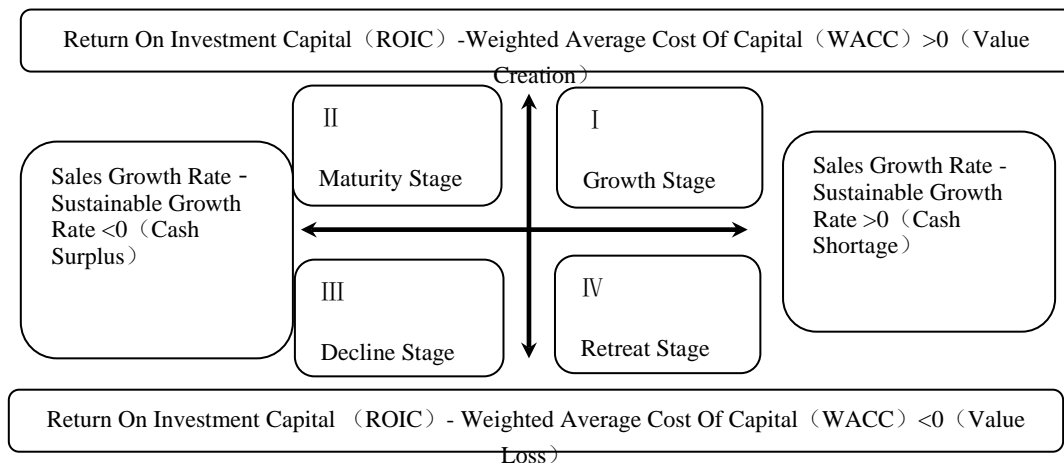 Return On Investment Capital（ROIC）-Weighted Average Cost Of Capital（WACC）>0（Value
Creation）
Ⅱ
Maturity Stage
Ⅰ
Growth Stage
Sales Growth Rate -
Sustainable Growth
Rate <0（Cash
Surplus）
Sales Growth Rate -
Sustainable Growth
Rate >0（Cash
Shortage）
Ⅲ
Decline Stage
Ⅳ
Retreat Stage
Return On Investment Capital （ROIC）- Weighted Average Cost Of Capital（WACC）<0（Value
Loss）